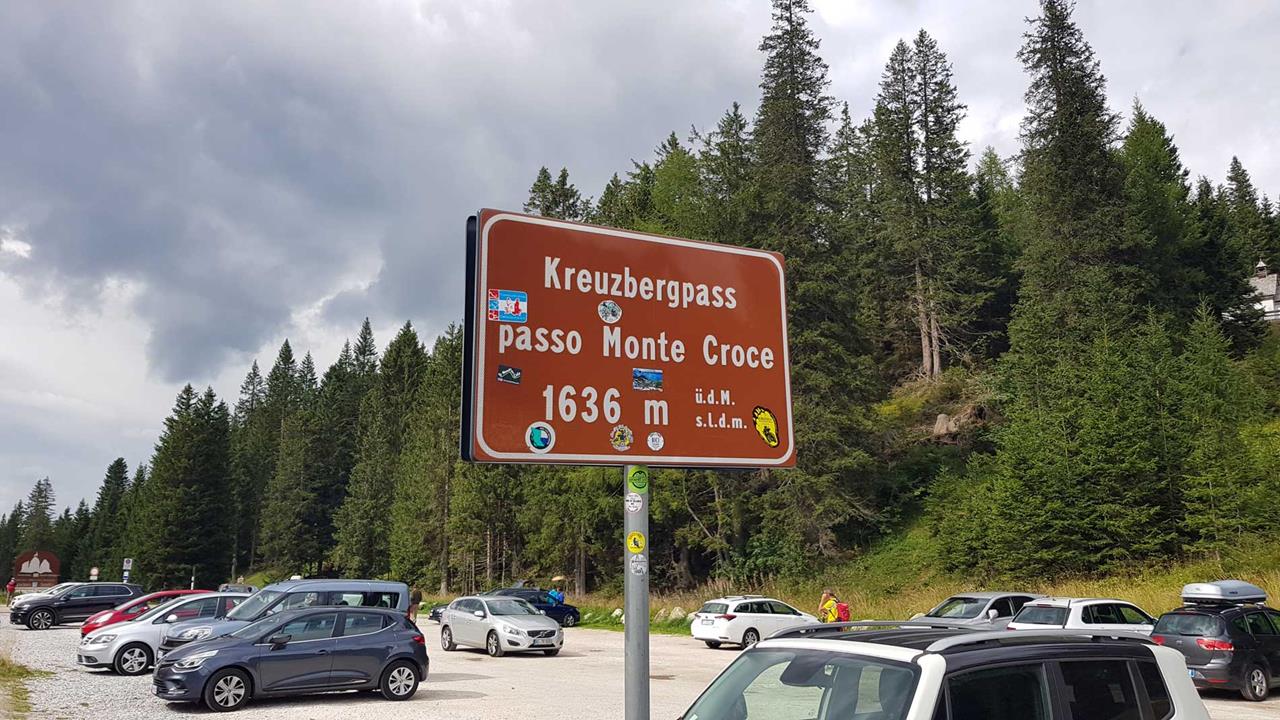 Kreuzbergpass
passo Monte Croce
1636 m
ü.d.M.
s.l.d.m.